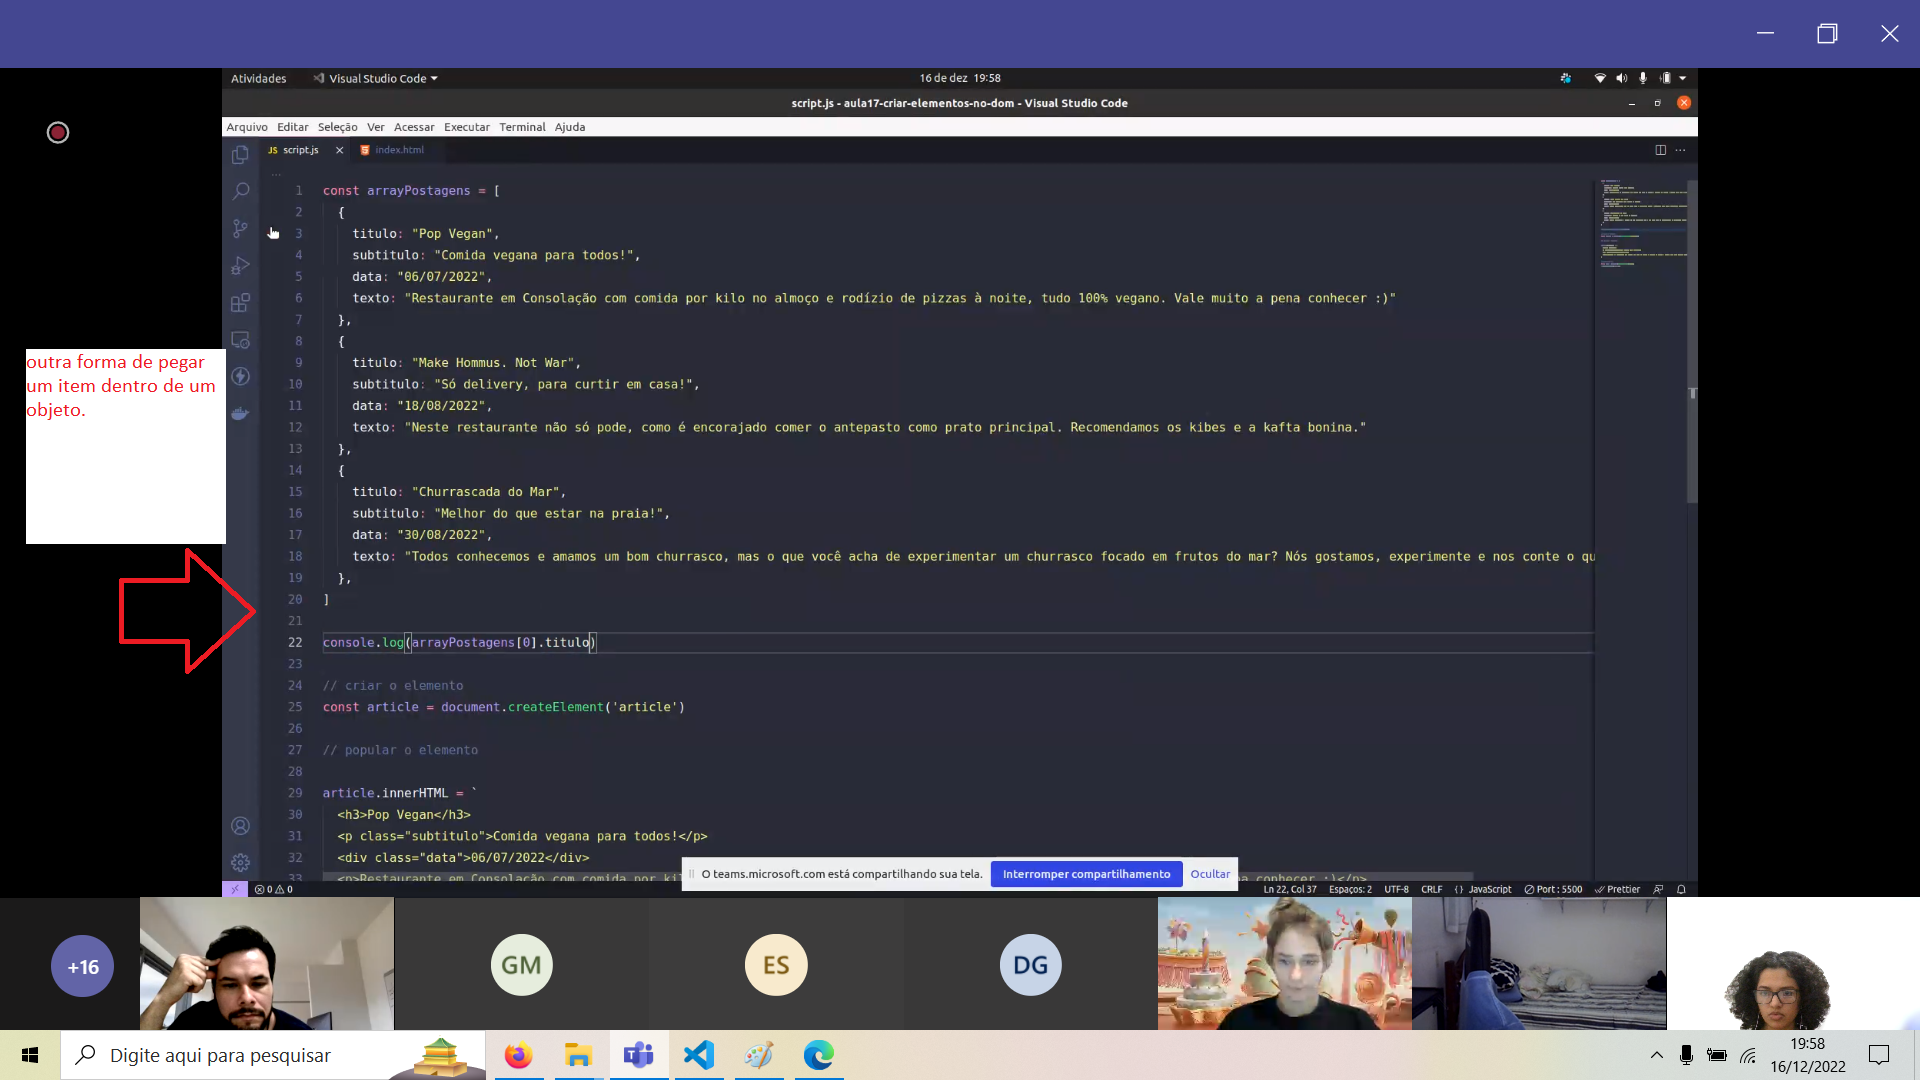 Atividades Visual Studio Code 16 de dez 19:58
script.js - aula17-criar-elementos-no-dom - Visual Studio Code
Arquivo Editar Seleção Ver Acessar Executar Terminal Ajuda
JS script.js index.html
...
1 const arrayPostagens = [
2 {
3 titulo: "Pop Vegan",
4 subtitulo: "Comida vegana para todos!",
5 data: "06/07/2022",
6 texto: "Restaurante em Consolação com comida por kilo no almoço e rodízio de pizzas à noite, tudo 100% vegano. Vale muito a pena conhecer :)"
7 },
8 {
9 titulo: "Make Hommus. Not War",
10 subtitulo: "Só delivery, para curtir em casa!",
11 data: "18/08/2022",
12 texto: "Neste restaurante não só pode, como é encorajado comer o antepasto como prato principal. Recomendamos os kibes e a kafta bonina."
13 },
14 {
15 titulo: "Churrascada do Mar",
16 subtitulo: "Melhor do que estar na praia!",
17 data: "30/08/2022",
18 texto: "Todos conhecemos e amamos um bom churrasco, mas o que você acha de experimentar um churrasco focado em frutos do mar? Nós gostamos, experimente e nos conte o qu
19 },
20 ]
21
22 console.log(arrayPostagens[0].titulo)
23
24 // criar o elemento
25 const article = document.createElement('article')
26
27 // popular o elemento
28
29 article.innerHTML = `
30 <h3>Pop Vegan</h3>
31 <p class="subtitulo">Comida vegana para todos!</p>
32 <div class="data">06/07/2022</div>
33 <p>Restaurante em Consolação com comida por kil na conhecer :)</p>
outra forma de pegar
um item dentro de um
objeto.
O teams.microsoft.com está compartilhando sua tela. Interromper compartilhamento Ocultar
0 0 Ln 22, Col 37 Espaços: 2 UTF-8 CRLF {} JavaScript Port : 5500 Prettier
+16 GM ES DG
Digite aqui para pesquisar
19:58
16/12/2022